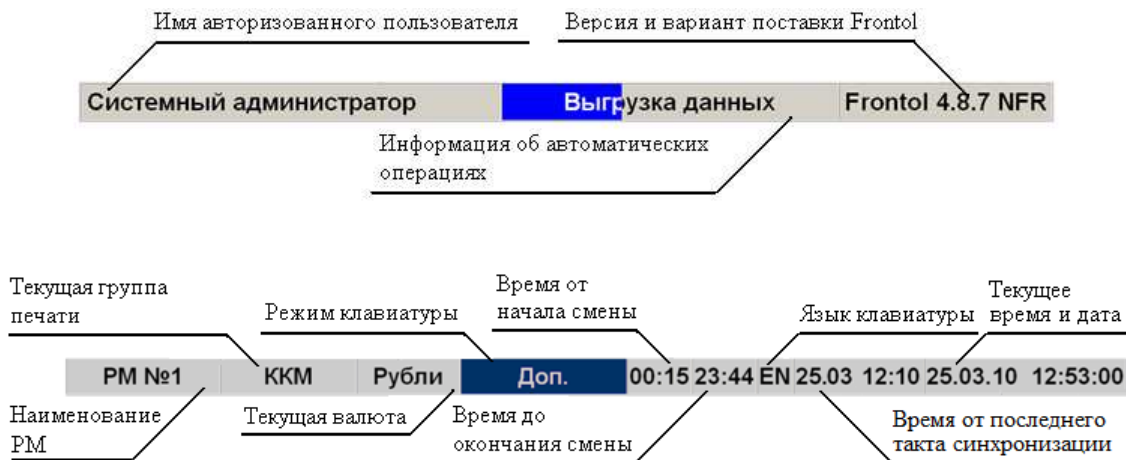 Имя авторизованного пользователя
Версия и вариант поставки Frontol
Системный администратор
Выгрузка данных
Frontol 4.8.7 NFR
Информация об автоматических
операциях
Текущая группа
печати
Режим клавиатуры
Время от
начала смены
Язык клавиатуры
Текущее
время и дата
РМ №1
ККМ
Рубли
Доп.
00:15
23:44
EN
25.03 12:10
25.03.10 12:53:00
Наименование
РМ
Текущая валюта
Время до
окончания смены
Время от последнего
такта синхронизации